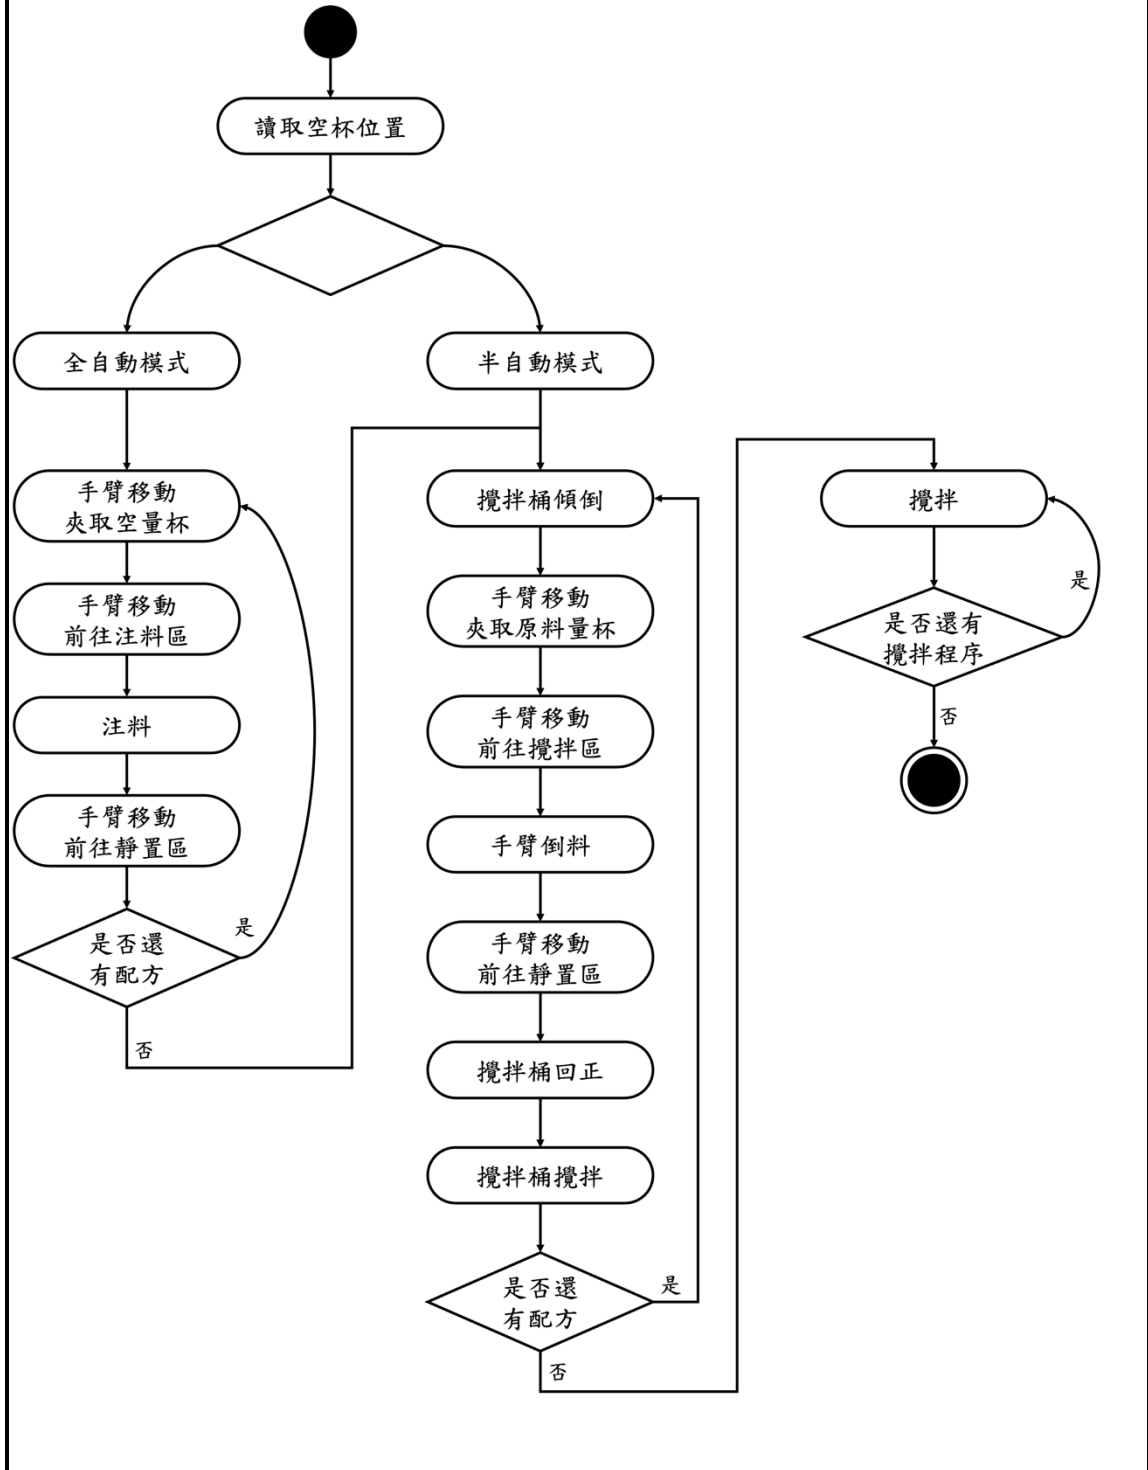 讀取空杯位置
全自動模式
手臂移動
夾取空量杯
手臂移動
前往注料區
注料
手臂移動
前往靜置區
是否還
有配方
是
否
半自動模式
攪拌桶傾倒
手臂移動
夾取原料量杯
手臂移動
前往攪拌區
手臂倒料
手臂移動
前往靜置區
攪拌桶回正
攪拌桶攪拌
是否還
有配方
是
否
攪拌
是否還有
攪拌程序
是
否